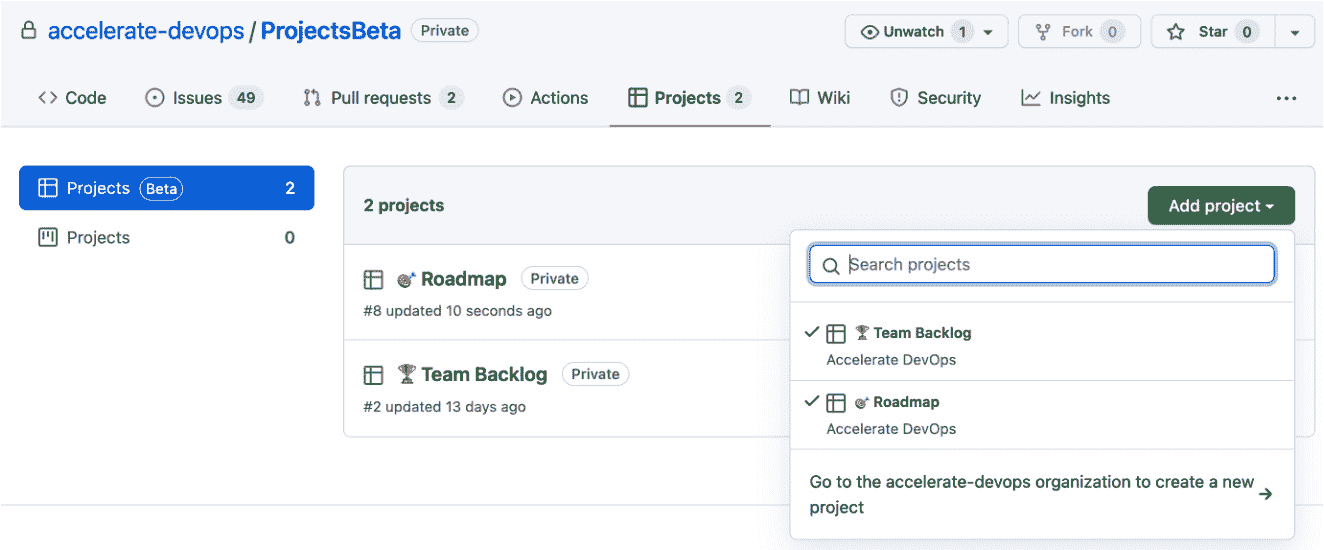 accelerate-devops / ProjectsBeta Private Unwatch 1 Fork 0 Star 0
Code Issues 49 Pull requests 2 Actions Projects 2 Wiki Security Insights
Projects Beta 2
Projects 0
2 projects
Add project
Roadmap Private
#8 updated 10 seconds ago
Team Backlog Private
#2 updated 13 days ago
Search projects
Team Backlog
Accelerate DevOps
Roadmap
Accelerate DevOps
Go to the accelerate-devops organization to create a new
project